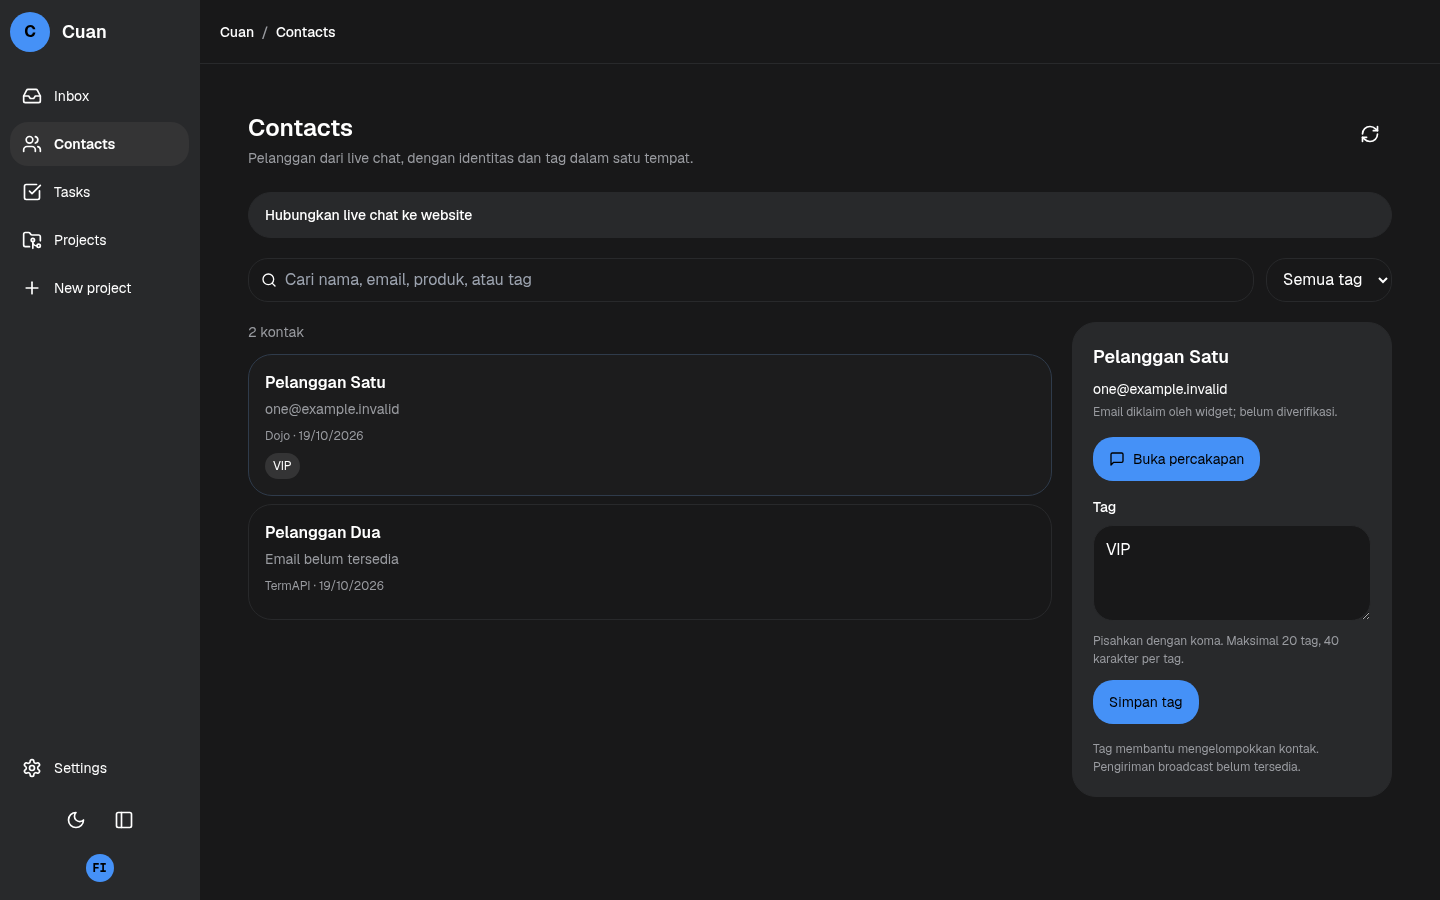 C Cuan
Inbox
Contacts
Tasks
Projects
New project
Settings
FI
Cuan / Contacts
Contacts
Pelanggan dari live chat, dengan identitas dan tag dalam satu tempat.
Hubungkan live chat ke website
Cari nama, email, produk, atau tag
Semua tag
2 kontak
Pelanggan Satu
one@example.invalid
Dojo · 19/10/2026
VIP
Pelanggan Dua
Email belum tersedia
TermAPI · 19/10/2026
Pelanggan Satu
one@example.invalid
Email diklaim oleh widget; belum diverifikasi.
Buka percakapan
Tag
VIP
Pisahkan dengan koma. Maksimal 20 tag, 40
karakter per tag.
Simpan tag
Tag membantu mengelompokkan kontak.
Pengiriman broadcast belum tersedia.